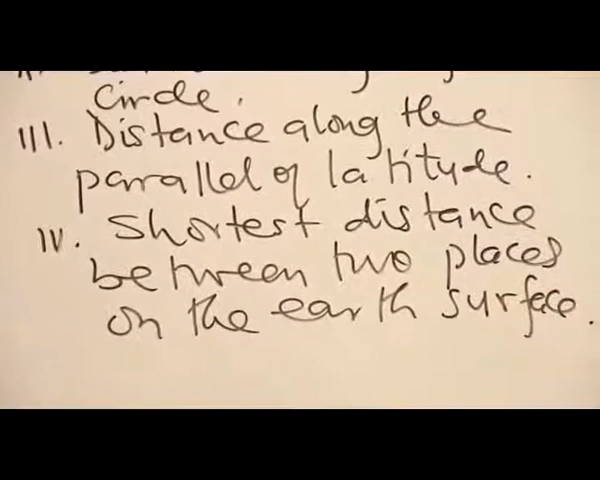 circle.
III. Distance along the
parallel of latitude.
IV. Shortest distance
between two places
on the earth surface.